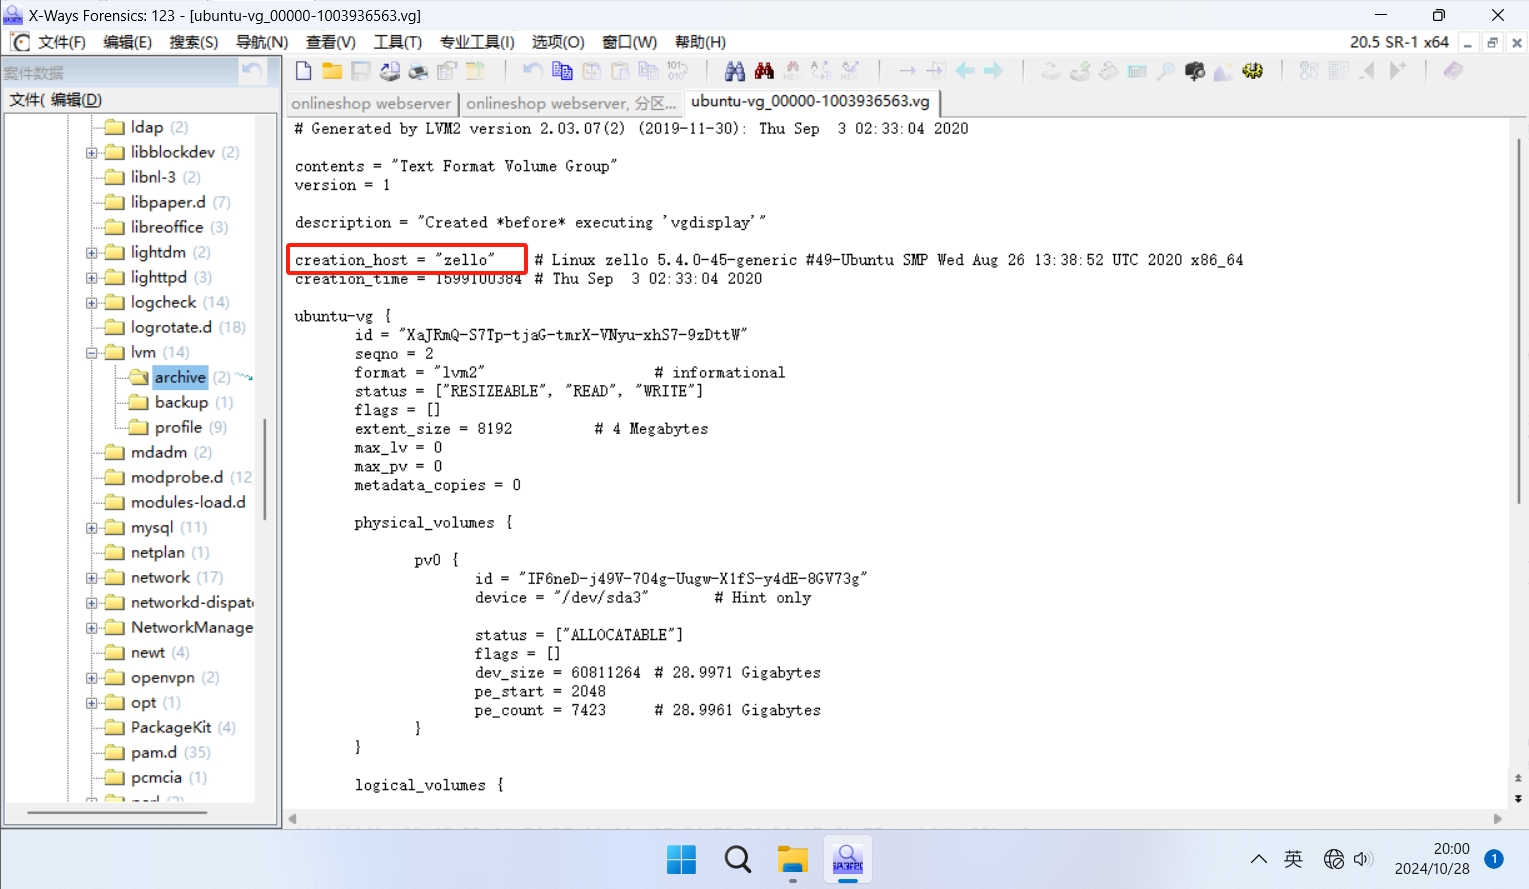 X-Ways Forensics: 123 - [ubuntu-vg_00000-1003936563.vg]
文件(F) 编辑(E) 搜索(S) 导航(N) 查看(V) 工具(T) 专业工具(I) 选项(O) 窗口(W) 帮助(H)
20.5 SR-1 x64
案件数据
文件( 编辑(D)
ldap (2)
libblockdev (2)
libnl-3 (2)
libpaper.d (7)
libreoffice (3)
lightdm (2)
lighttpd (3)
logcheck (14)
logrotate.d (18)
lvm (14)
archive (2)
backup (1)
profile (9)
mdadm (2)
modprobe.d (12
modules-load.d
mysql (11)
netplan (1)
network (17)
networkd-dispat
NetworkManage
newt (4)
openvpn (2)
opt (1)
PackageKit (4)
pam.d (35)
pcmcia (1)
onlineshop webserver
onlineshop webserver, 分区...
ubuntu-vg_00000-1003936563.vg
# Generated by LVM2 version 2.03.07(2) (2019-11-30): Thu Sep  3 02:33:04 2020
contents = "Text Format Volume Group"
version = 1
description = "Created *before* executing 'vgdisplay'"
creation_host = "zello" # Linux zello 5.4.0-45-generic #49-Ubuntu SMP Wed Aug 26 13:38:52 UTC 2020 x86_64
creation_time = 1599100384 # Thu Sep  3 02:33:04 2020
ubuntu-vg {
id = "XaJRmQ-S7Tp-tjaG-tmrX-VNyu-xhS7-9zDttW"
seqno = 2
format = "lvm2" # informational
status = ["RESIZEABLE", "READ", "WRITE"]
flags = []
extent_size = 8192 # 4 Megabytes
max_lv = 0
max_pv = 0
metadata_copies = 0
physical_volumes {
pv0 {
id = "IF6neD-j49V-704g-Uugw-X1fS-y4dE-8GV73g"
device = "/dev/sda3" # Hint only
status = ["ALLOCATABLE"]
flags = []
dev_size = 60811264 # 28.9971 Gigabytes
pe_start = 2048
pe_count = 7423 # 28.9961 Gigabytes
}
}
logical_volumes {
英
20:00
2024/10/28
1